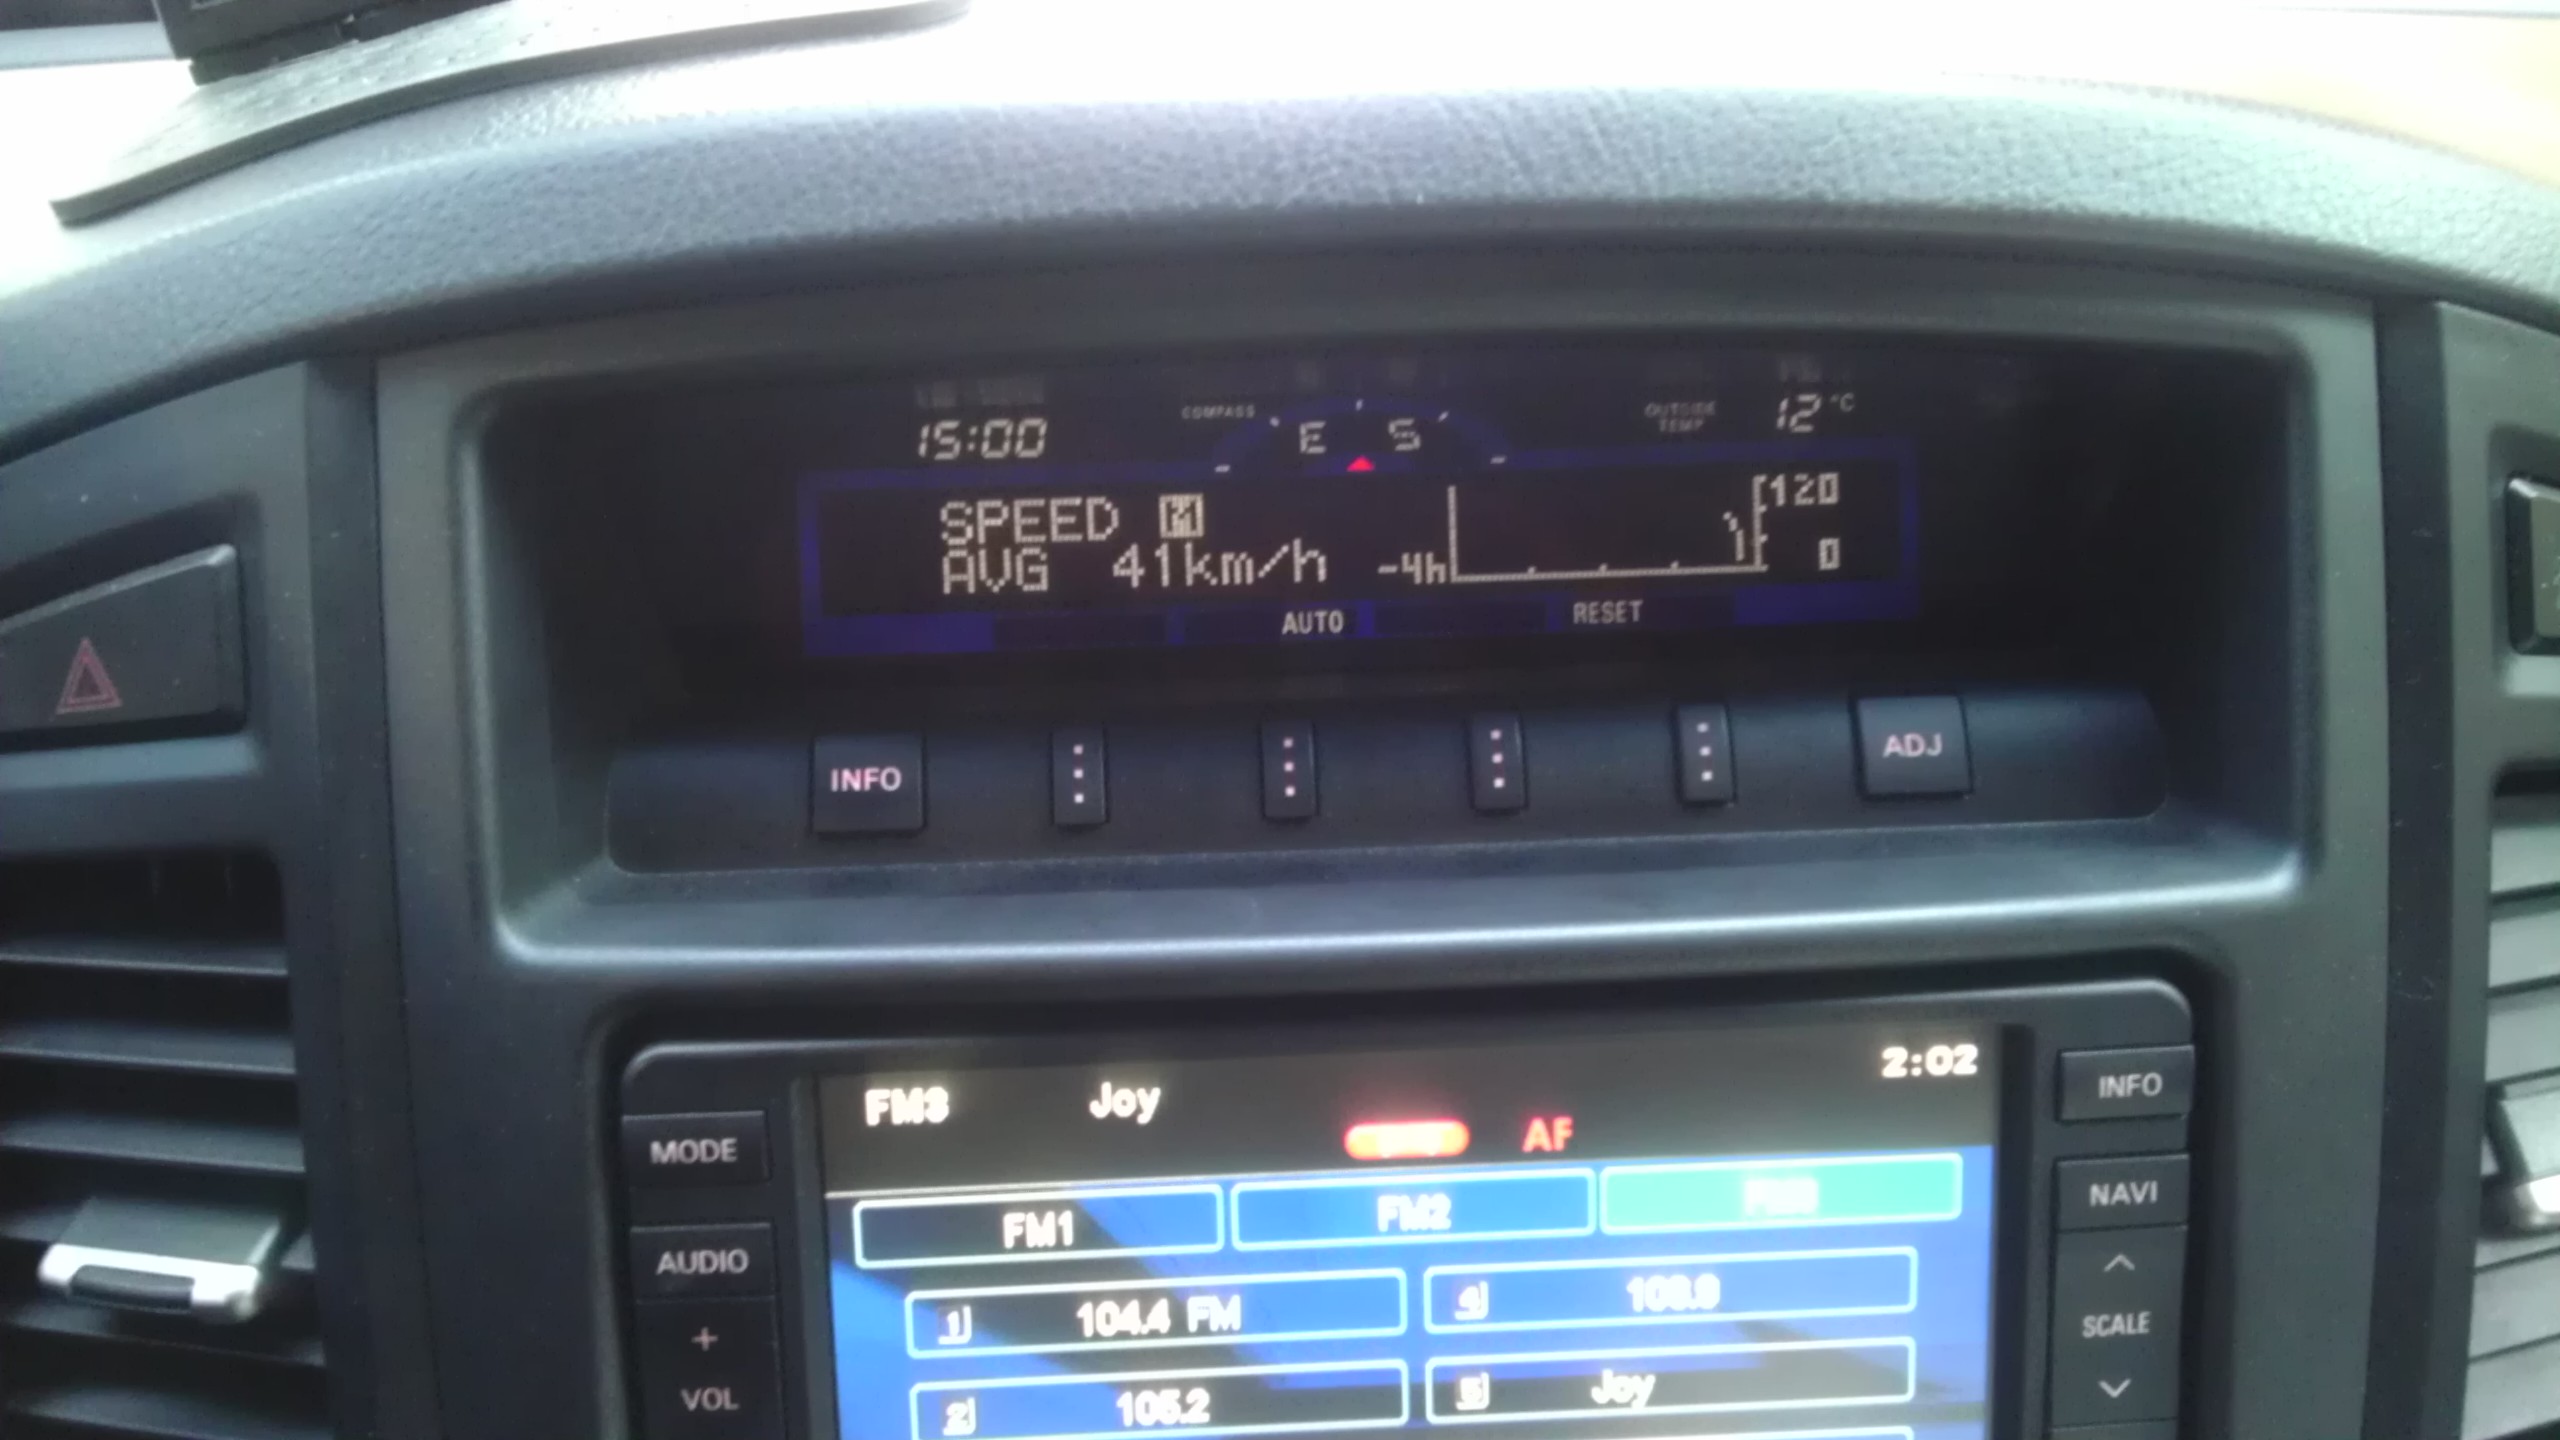 COMPASS
OUTSIDE TEMP
12°C
15:00
E S
SPEED
AVG 41km/h
-4h
120
0
AUTO
RESET
INFO
ADJ
2:02
FM3 Joy
AF
INFO
MODE
NAVI
FM1 FM2
AUDIO
1 104.4 FM
4
SCALE
+
VOL
2 105.2
5 Joy